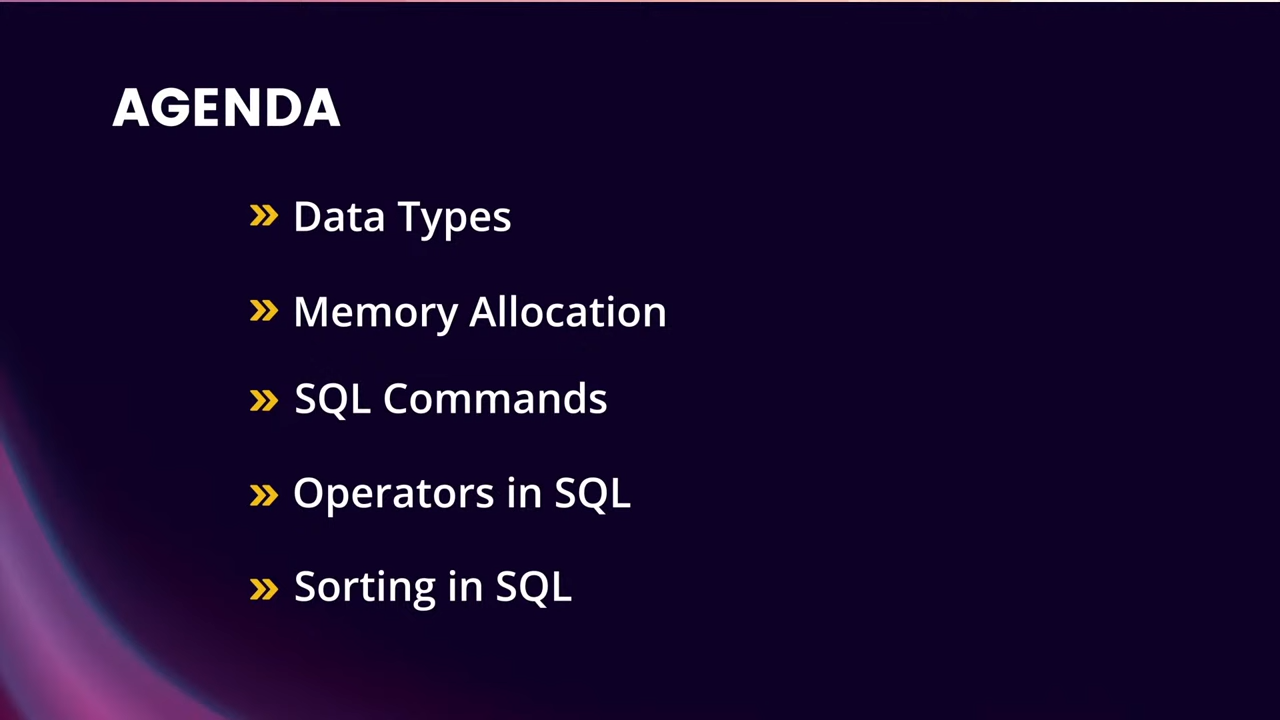 AGENDA
» Data Types
» Memory Allocation
» SQL Commands
» Operators in SQL
» Sorting in SQL